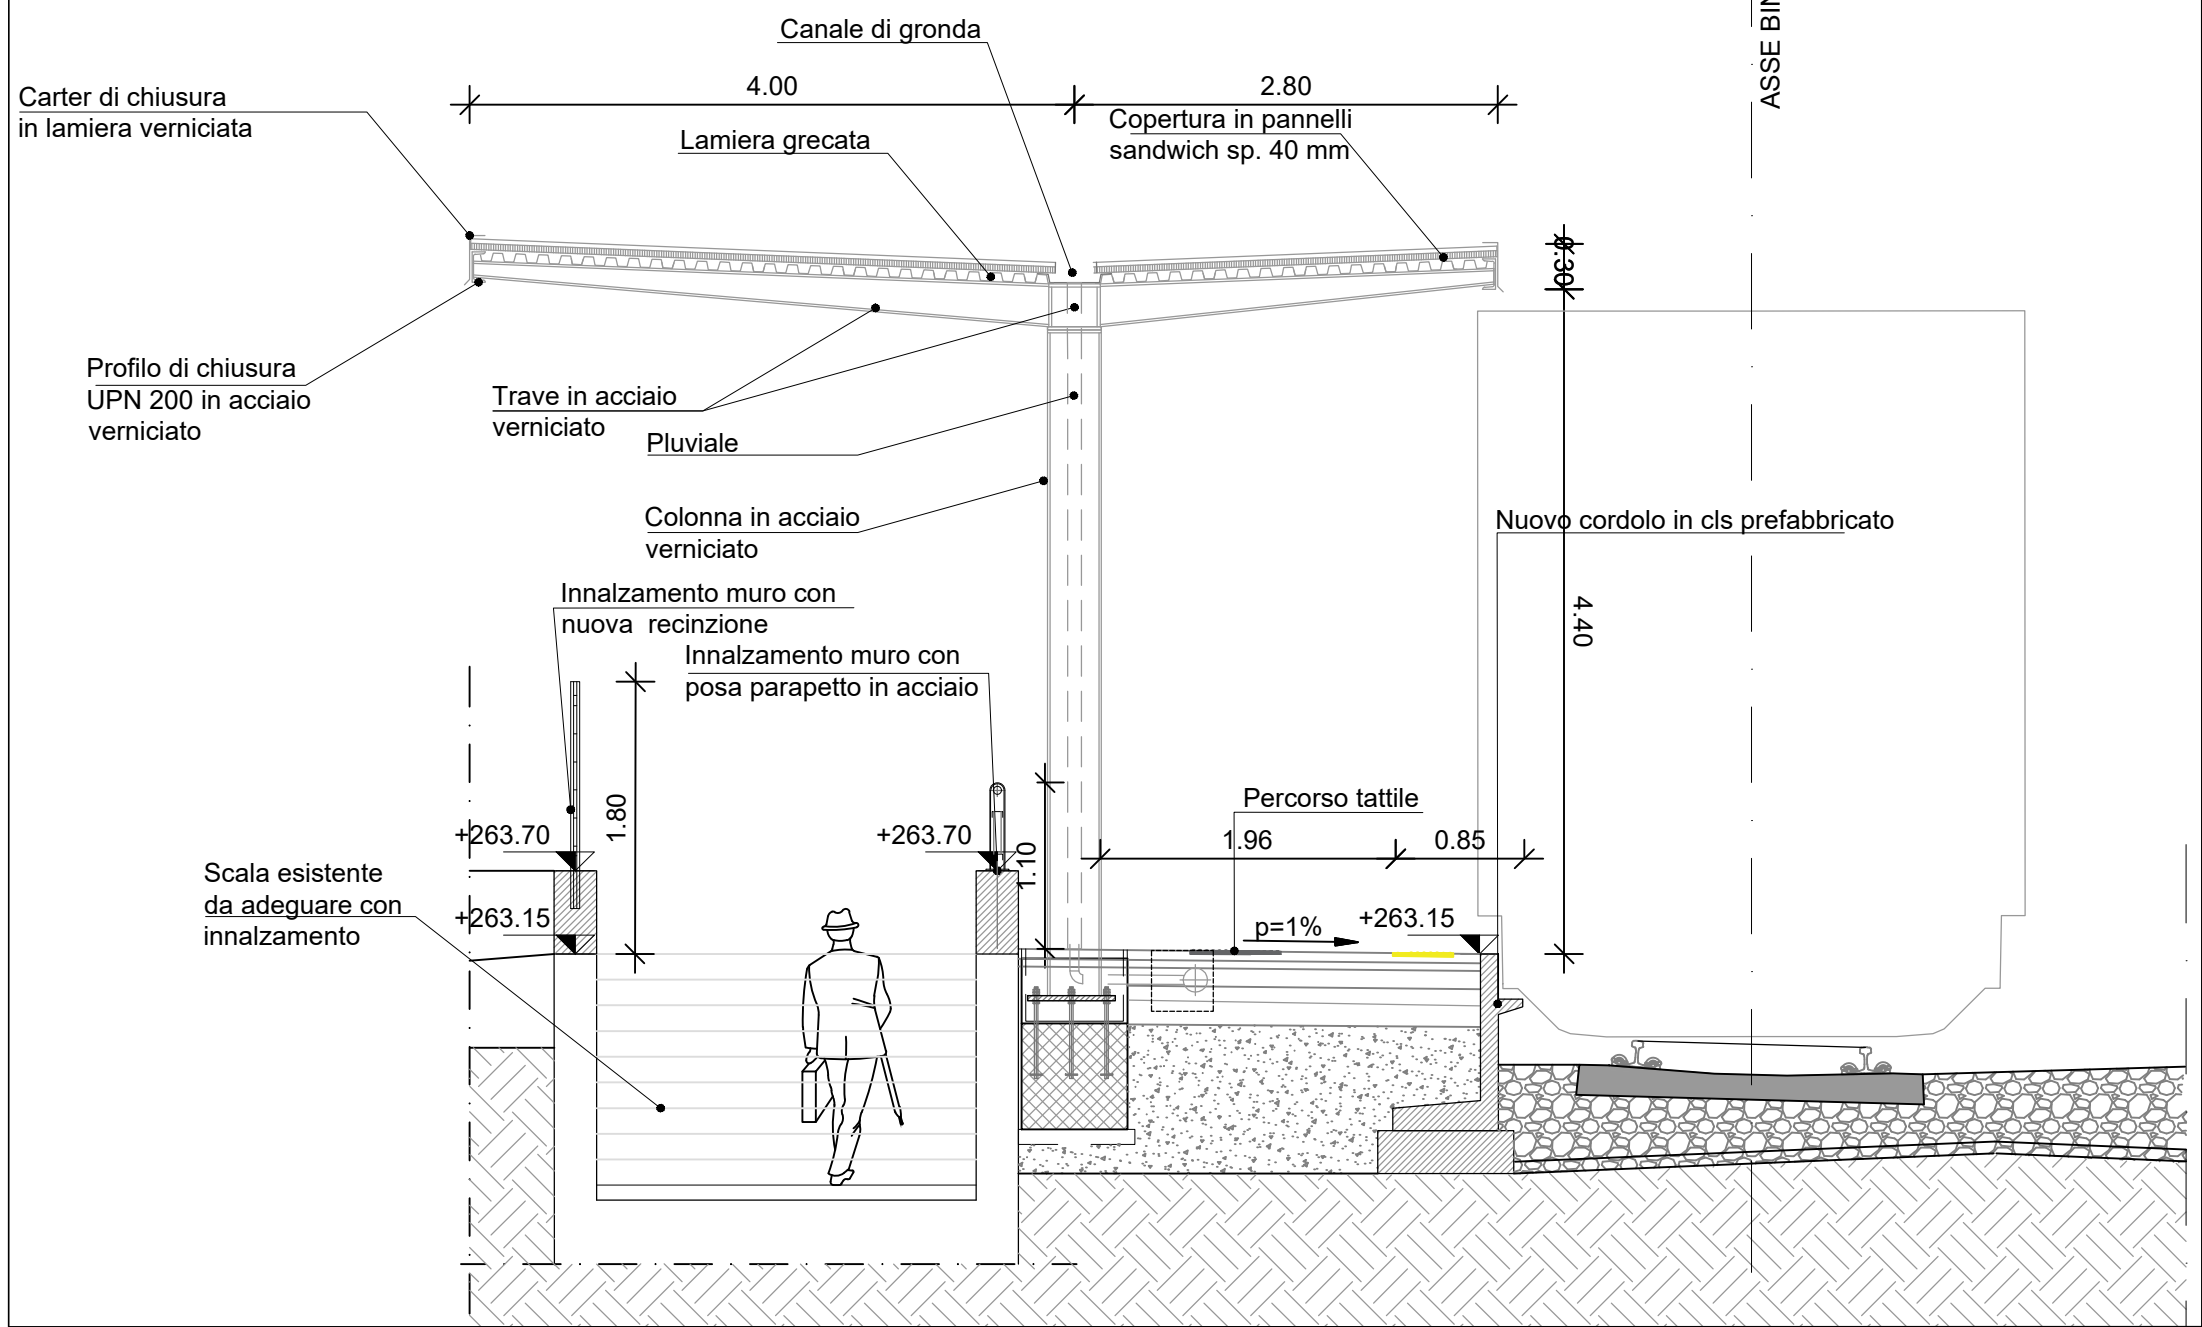 Canale di gronda
ASSE BIN
4.00
2.80
Carter di chiusura
in lamiera verniciata
Lamiera grecata
Copertura in pannelli
sandwich sp. 40 mm
0.30
Profilo di chiusura
UPN 200 in acciaio
verniciato
Trave in acciaio
verniciato
Pluviale
Colonna in acciaio
verniciato
Nuovo cordolo in cls prefabbricato
4.40
Innalzamento muro con
nuova recinzione
Innalzamento muro con
posa parapetto in acciaio
1.80
Percorso tattile
+263.70
+263.70
1.10
1.96
0.85
Scala esistente
da adeguare con
innalzamento
+263.15
p=1%
+263.15